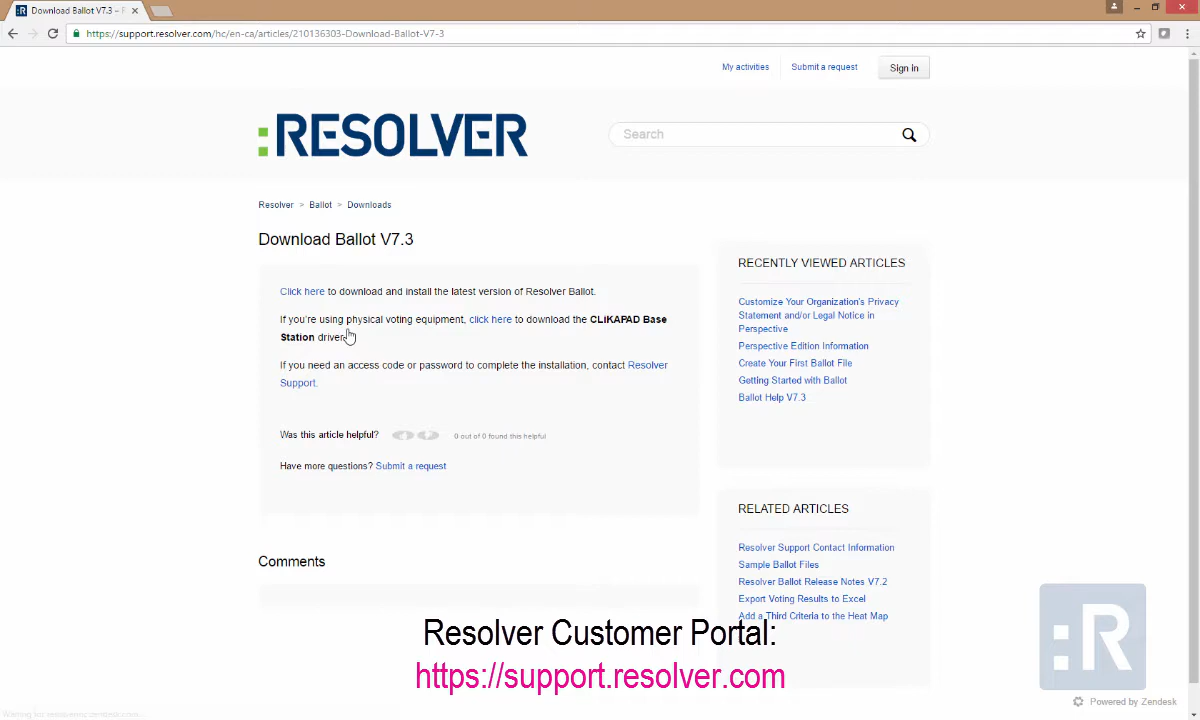 Download Ballot V7.3 –
https://support.resolver.com/hc/en-ca/articles/210136303-Download-Ballot-V7-3
My activities Submit a request Sign in
:RESOLVER
Search
Resolver > Ballot > Downloads
Download Ballot V7.3
Click here to download and install the latest version of Resolver Ballot.
If you're using physical voting equipment, click here to download the CLiKAPAD Base
Station driver
If you need an access code or password to complete the installation, contact Resolver
Support.
Was this article helpful? 0 out of 0 found this helpful
Have more questions? Submit a request
Comments
RECENTLY VIEWED ARTICLES
Customize Your Organization's Privacy
Statement and/or Legal Notice in
Perspective
Perspective Edition Information
Create Your First Ballot File
Getting Started with Ballot
Ballot Help V7.3
RELATED ARTICLES
Resolver Support Contact Information
Sample Ballot Files
Resolver Ballot Release Notes V7.2
Export Voting Results to Excel
Add a Third Criteria to the Heat Map
Resolver Customer Portal:
https://support.resolver.com
:R
Powered by Zendesk